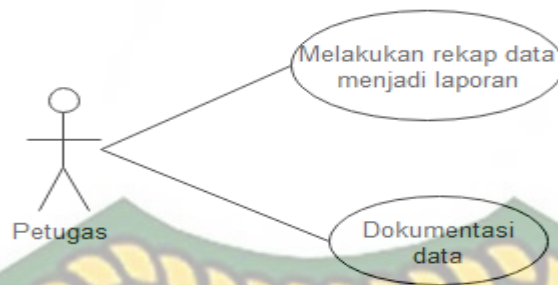 Melakukan rekap data
menjadi laporan
Petugas
Dokumentasi
data